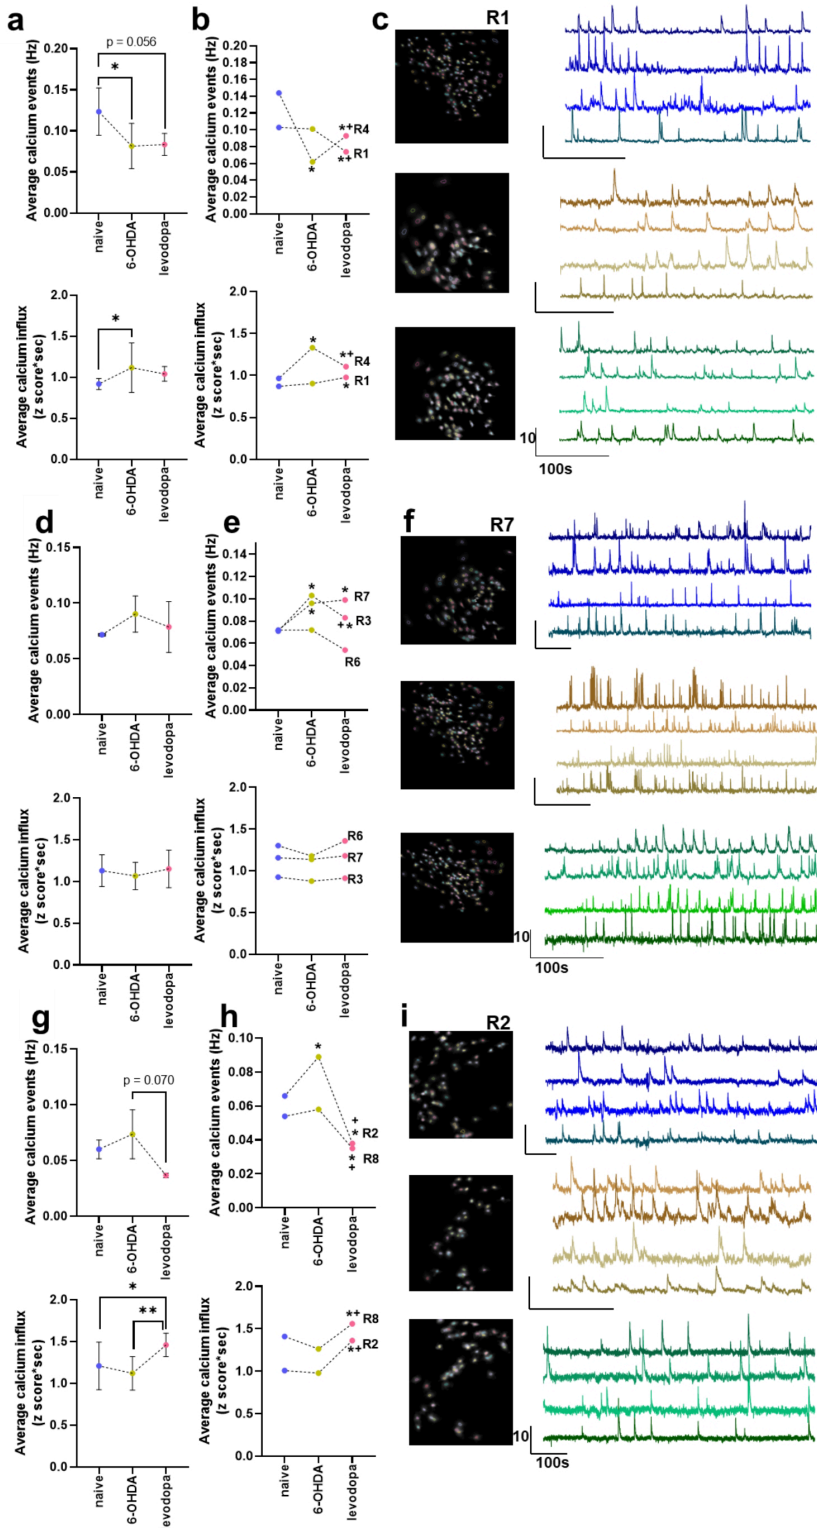 a
Average calcium events (Hz)
0.20
0.15
0.10
0.05
0.00
p = 0.056
*
naive
6-OHDA
levodopa
Average calcium influx
(z score*sec)
2.0
1.5
1.0
0.5
0.0
*
naive
6-OHDA
levodopa
b
Average calcium events (Hz)
0.20
0.18
0.16
0.14
0.12
0.10
0.08
0.06
0.04
0.02
0.00
*
*+R4
R1
*+
naive
6-OHDA
levodopa
Average calcium influx
(z score*sec)
2.0
1.5
1.0
0.5
0.0
*
*+
R4
R1
*
naive
6-OHDA
levodopa
c
R1
10
100s
d
Average calcium events (Hz)
0.15
0.10
0.05
0.00
naive
6-OHDA
levodopa
Average calcium influx
(z score*sec)
2.0
1.5
1.0
0.5
0.0
naive
6-OHDA
levodopa
e
Average calcium events (Hz)
0.14
0.12
0.10
0.08
0.06
0.04
0.02
0.00
*
*
*
R7
R3
+*
R6
naive
6-OHDA
levodopa
Average calcium influx
(z score*sec)
2.0
1.5
1.0
0.5
0.0
R6
R7
R3
naive
6-OHDA
levodopa
f
R7
10
100s
g
Average calcium events (Hz)
0.15
0.10
0.05
0.00
p = 0.070
naive
6-OHDA
levodopa
Average calcium influx
(z score*sec)
2.0
1.5
1.0
0.5
0.0
*
**
naive
6-OHDA
evodopa
h
Average calcium events (Hz)
0.10
0.08
0.06
0.04
0.02
0.00
*
+
* R2
* R8
+
naive
6-OHDA
levodopa
Average calcium influx
(z score*sec)
2.0
1.5
1.0
0.5
0.0
*+
R8
R2
*+
naive
6-OHDA
levodopa
i
R2
10
100s